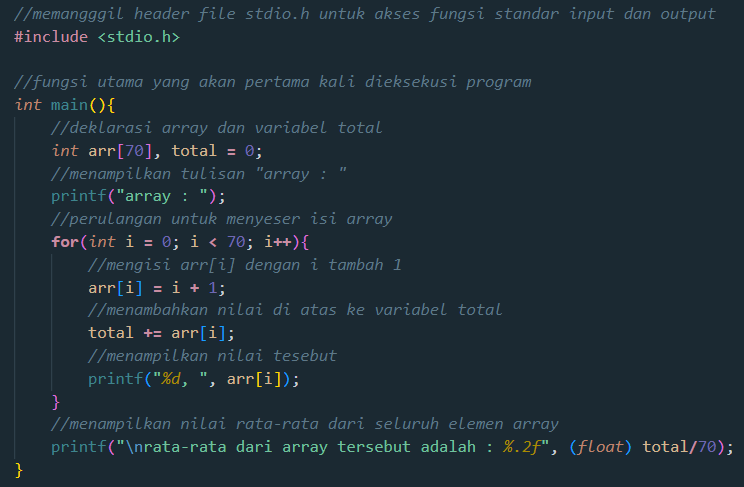 //memangggil header file stdio.h untuk akses fungsi standar input dan output
#include <stdio.h>
//fungsi utama yang akan pertama kali dieksekusi program
int main(){
//deklarasi array dan variabel total
int arr[70], total = 0;
//menampilkan tulisan "array : "
printf("array : ");
//perulangan untuk menyeser isi array
for(int i = 0; i < 70; i++){
//mengisi arr[i] dengan i tambah 1
arr[i] = i + 1;
//menambahkan nilai di atas ke variabel total
total += arr[i];
//menampilkan nilai tesebut
printf("%d, ", arr[i]);
}
//menampilkan nilai rata-rata dari seluruh elemen array
printf("\nrata-rata dari array tersebut adalah : %.2f", (float) total/70);
}